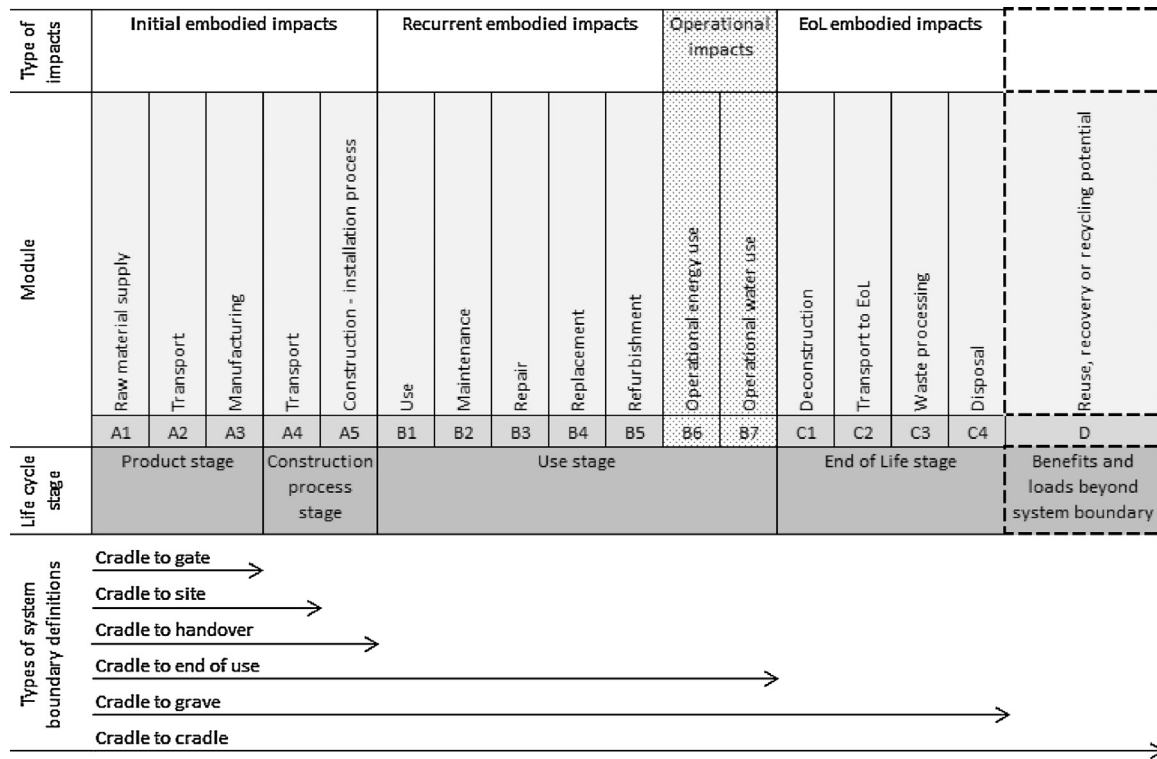 Type of
impacts
Initial embodied impacts
Recurrent embodied impacts
Operational
impacts
EoL embodied impacts
Module
Raw material supply
Transport
Manufacturing
Transport
Construction - installation process
Use
Maintenance
Repair
Replacement
Refurbishment
Operational energy use
Operational water use
Deconstruction
Transport to EoL
Waste processing
Disposal
Reuse, recovery or recycling potential
A1 A2 A3 A4 A5 B1 B2 B3 B4 B5 B6 B7 C1 C2 C3 C4 D
Life cycle
stage
Product stage
Construction
process
stage
Use stage
End of Life stage
Benefits and
loads beyond
system boundary
Types of system
boundary definitions
Cradle to gate
Cradle to site
Cradle to handover
Cradle to end of use
Cradle to grave
Cradle to cradle